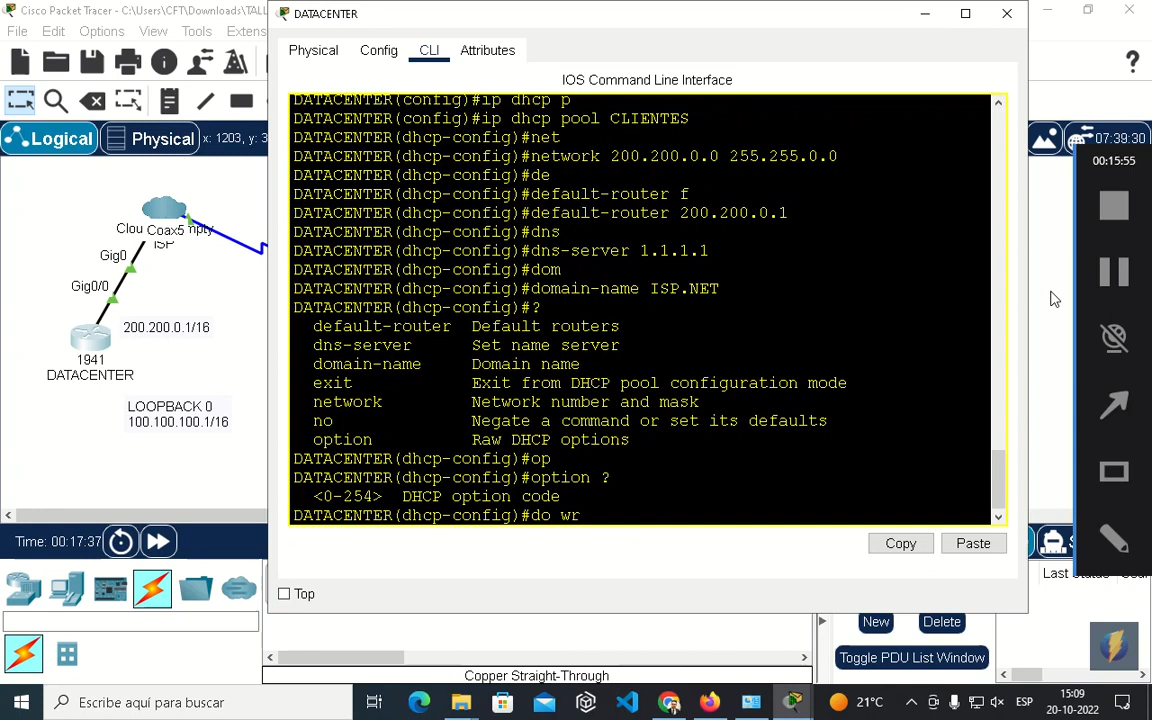 Cisco Packet Tracer - C:\Users\CFT\Downloads\TALL
File Edit Options View Tools Extens
Logical Physical x: 1203, y: 3
07:39:30
00:15:55
Coax5
ISP
Gig0
Gig0/0
200.200.0.1/16
1941
DATACENTER
LOOPBACK 0
100.100.100.1/16
DATACENTER
Physical Config CLI Attributes
IOS Command Line Interface
DATACENTER(config)#ip dhcp p
DATACENTER(config)#ip dhcp pool CLIENTES
DATACENTER(dhcp-config)#net
DATACENTER(dhcp-config)#network 200.200.0.0 255.255.0.0
DATACENTER(dhcp-config)#de
DATACENTER(dhcp-config)#default-router f
DATACENTER(dhcp-config)#default-router 200.200.0.1
DATACENTER(dhcp-config)#dns
DATACENTER(dhcp-config)#dns-server 1.1.1.1
DATACENTER(dhcp-config)#dom
DATACENTER(dhcp-config)#domain-name ISP.NET
DATACENTER(dhcp-config)#?
default-router Default routers
dns-server Set name server
domain-name Domain name
exit Exit from DHCP pool configuration mode
network Network number and mask
no Negate a command or set its defaults
option Raw DHCP options
DATACENTER(dhcp-config)#op
DATACENTER(dhcp-config)#option ?
<0-254> DHCP option code
DATACENTER(dhcp-config)#do wr
Copy Paste
Top
Time: 00:17:37
Last
New Delete
Toggle PDU List Window
Copper Straight-Through
Escribe aquí para buscar
21°C
ESP
15:09
20-10-2022